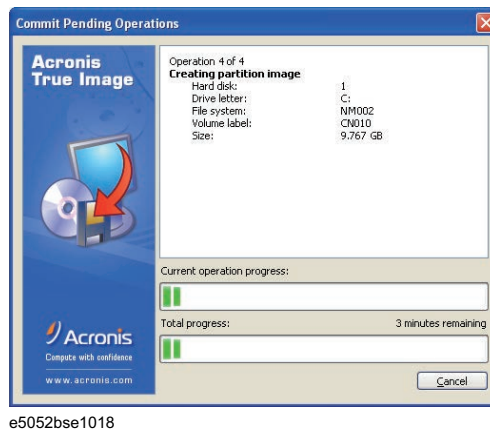 Commit Pending Operations
Acronis
True Image
Operation 4 of 4
Creating partition image
Hard disk: 1
Drive letter: C:
File system: NM002
Volume label: CN010
Size: 9.767 GB
Current operation progress:
Total progress: 3 minutes remaining
Acronis
Compute with confidence
www.acronis.com
Cancel
e5052bse1018